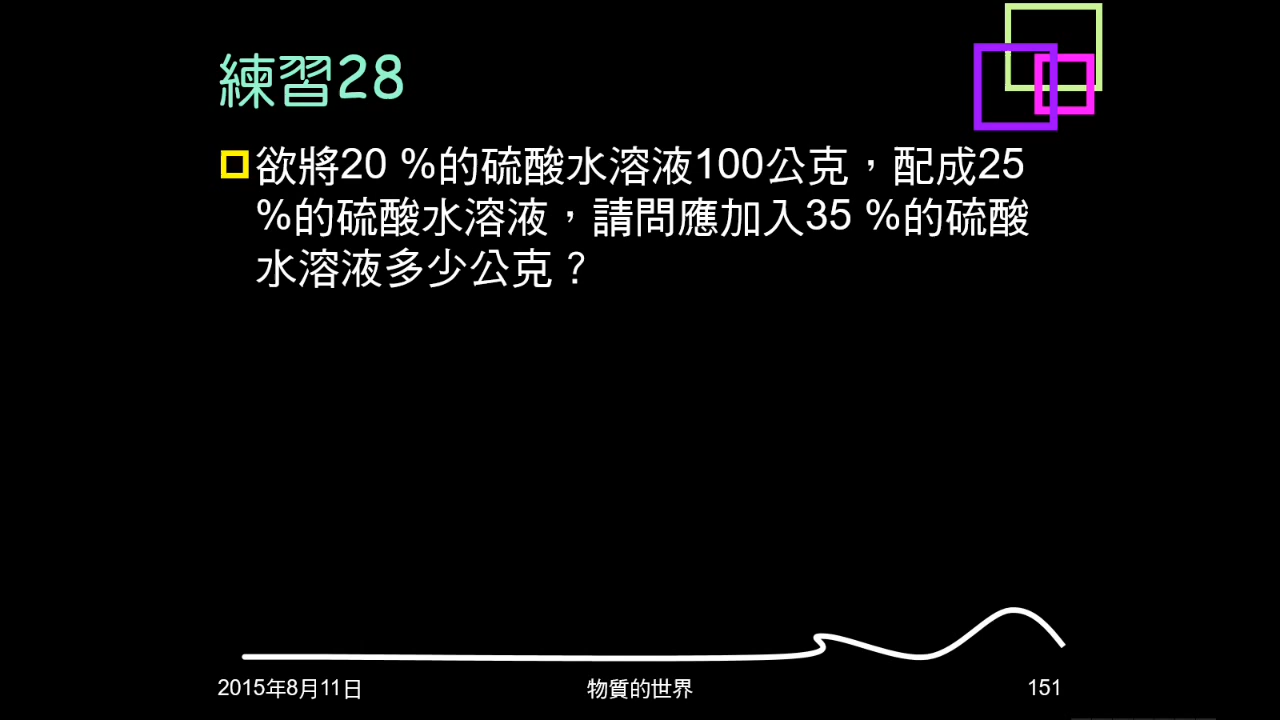 練習28
欲將20 %的硫酸水溶液100公克，配成25
%的硫酸水溶液，請問應加入35 %的硫酸
水溶液多少公克？
2015年8月11日
物質的世界
151